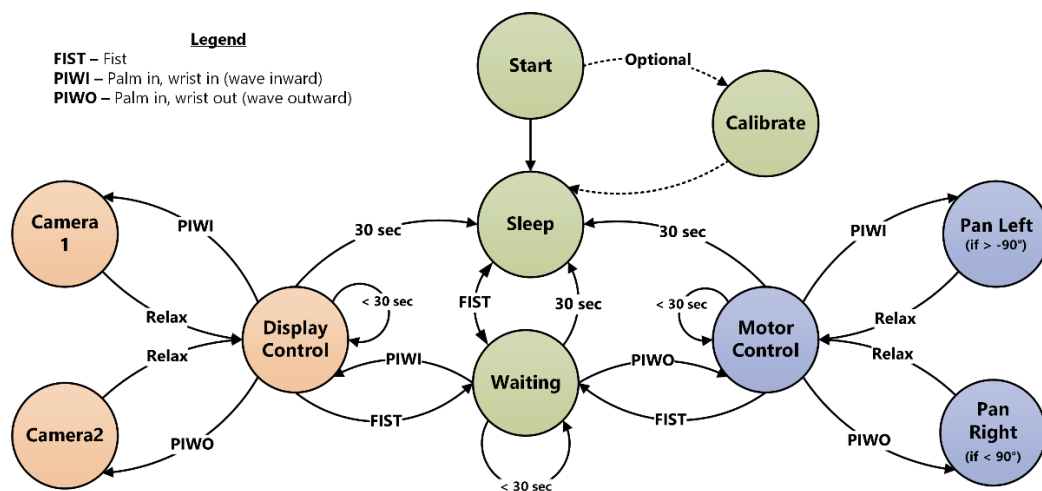 Legend
FIST – Fist
PIWI – Palm in, wrist in (wave inward)
PIWO – Palm in, wrist out (wave outward)
Start
Optional
Calibrate
Sleep
Camera
1
PIWI
30 sec
30 sec
PIWI
Pan Left
(if > -90°)
Relax
Display
Control
< 30 sec
FIST
30 sec
< 30 sec
Motor
Control
Relax
Relax
PIWI
Waiting
PIWO
Relax
Camera2
PIWO
FIST
FIST
PIWO
Pan
Right
(if < 90°)
< 30 sec